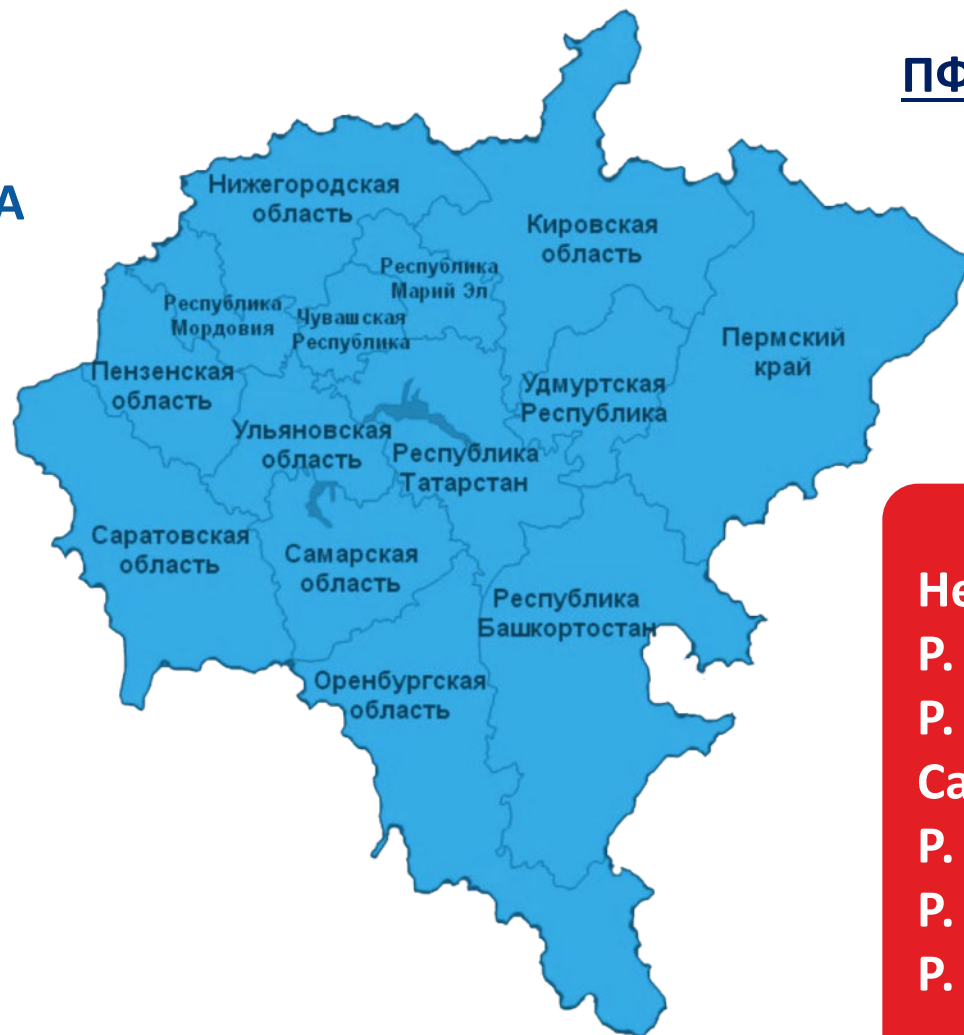 ПФ
А
Нижегородская
область
Кировская
область
Республика
Марий Эл
Республика
Мордовия
Чувашская
Республика
Пермский
край
Пензенская
область
Удмуртская
Республика
Ульяновская
область
Республика
Татарстан
Саратовская
область
Самарская
область
Республика
Башкортостан
Оренбургская
область
Не
Р.
Р.
Са
Р.
Р.
Р.